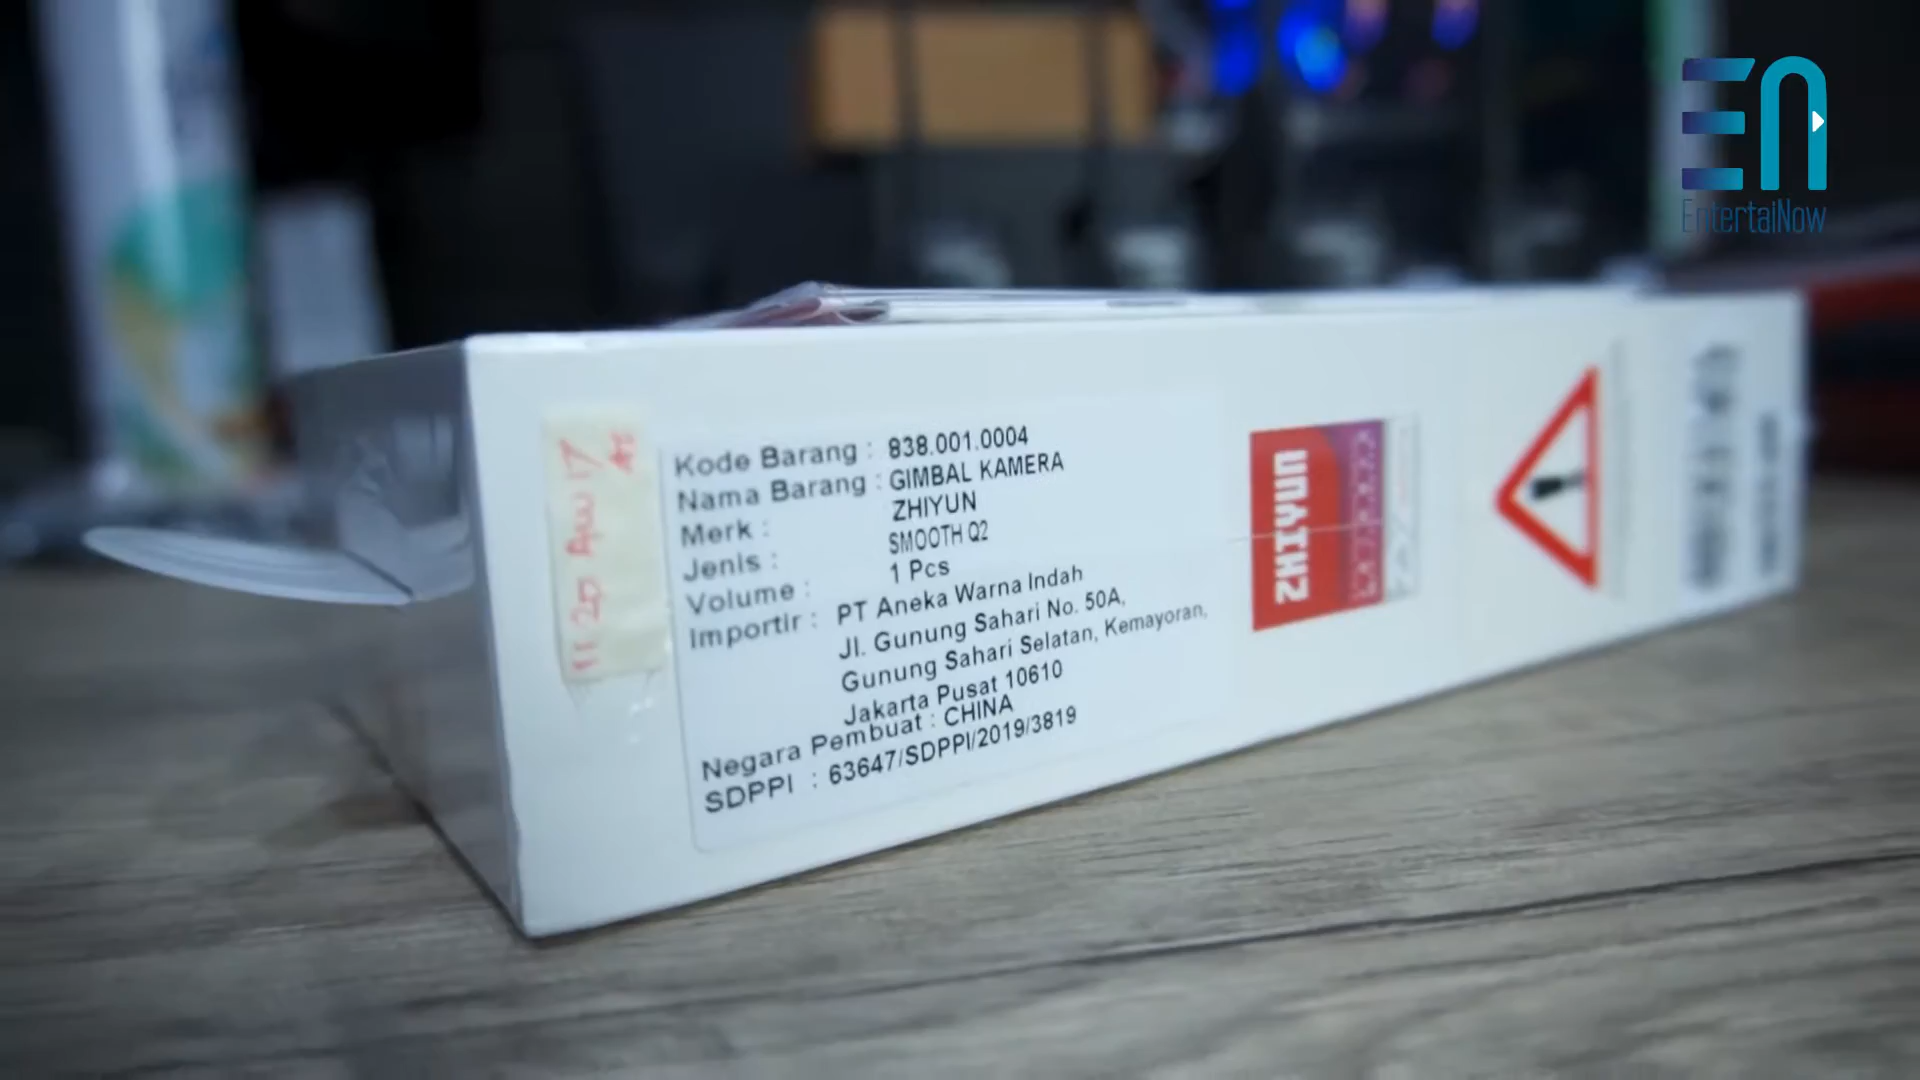 EntertaiNow
Kode Barang : 838.001.0004
Nama Barang : GIMBAL KAMERA
Merk : ZHIYUN
Jenis : SMOOTH Q2
Volume : 1 Pcs
Importir : PT Aneka Warna Indah
Jl. Gunung Sahari No. 50A,
Gunung Sahari Selatan, Kemayoran,
Jakarta Pusat 10610
Negara Pembuat : CHINA
SDPPI : 63647/SDPPI/2019/3819
ZHIYUN